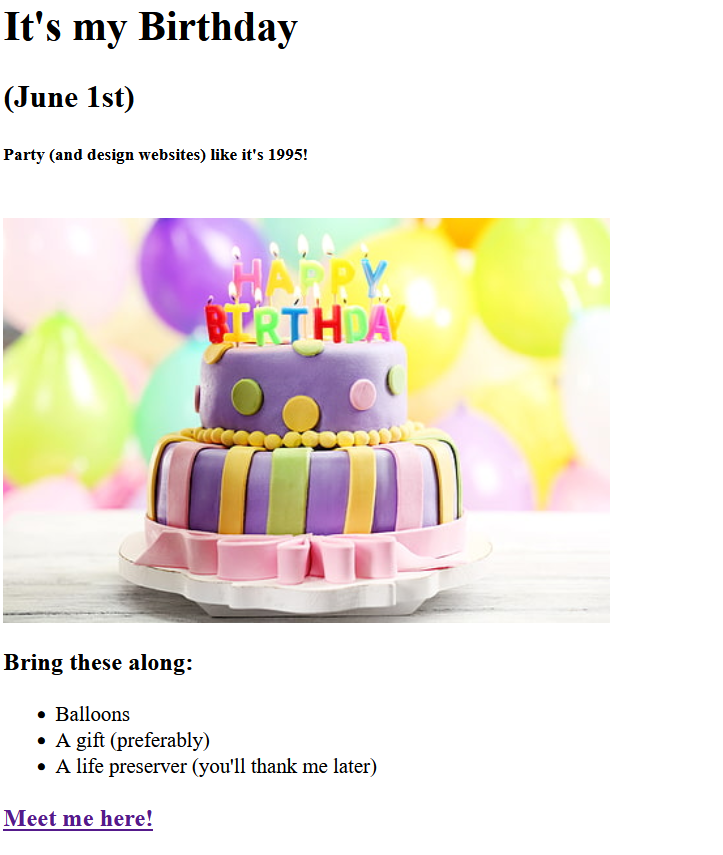 It's my Birthday
(June 1st)
Party (and design websites) like it's 1995!
HAPPY
BIRTHDAY
Bring these along:
Balloons
A gift (preferably)
A life preserver (you'll thank me later)
Meet me here!